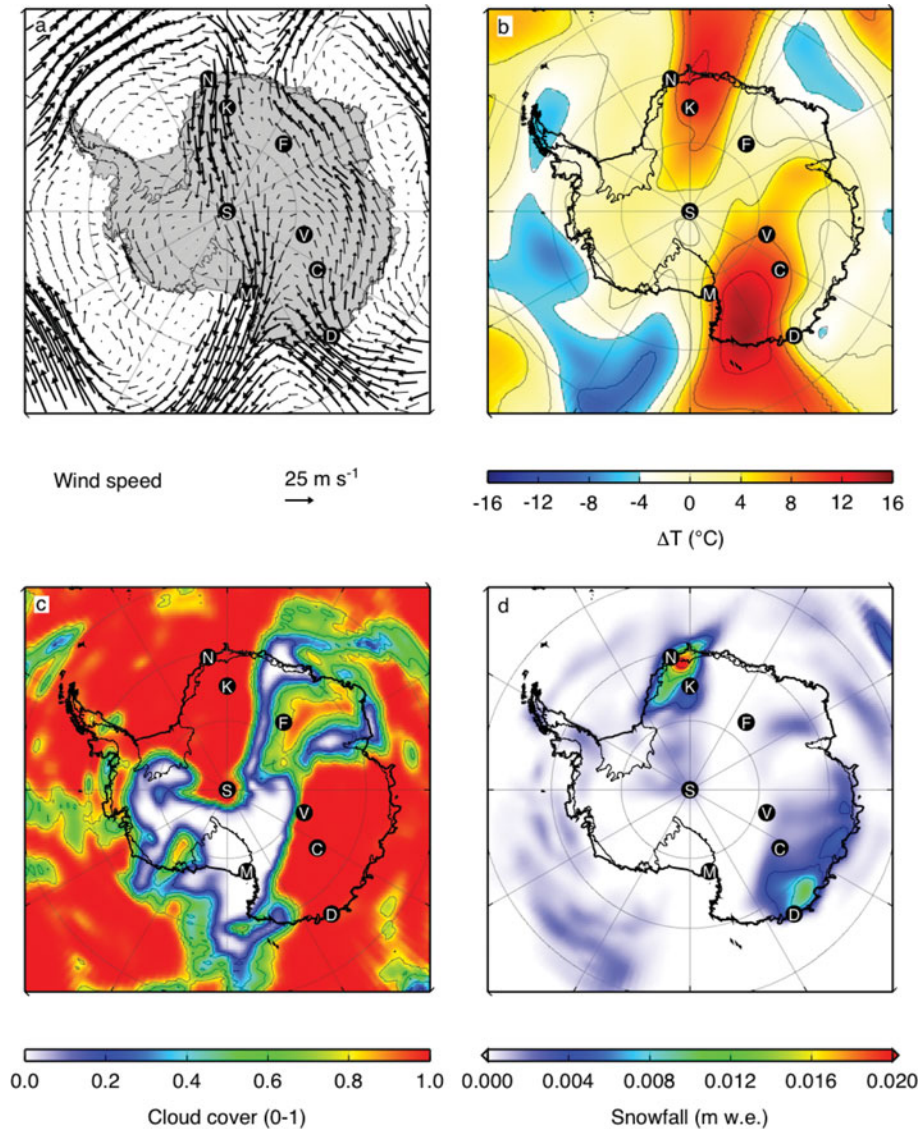 a
N
K
F
S
V
C
M
D
b
N
K
F
S
V
C
M
D
Wind speed
25 m s⁻¹
-16 -12 -8 -4 0 4 8 12 16
ΔT (°C)
c
N
K
F
S
V
C
M
D
d
N
K
F
S
V
C
M
D
0.0 0.2 0.4 0.6 0.8 1.0
Cloud cover (0-1)
0.000 0.004 0.008 0.012 0.016 0.020
Snowfall (m w.e.)